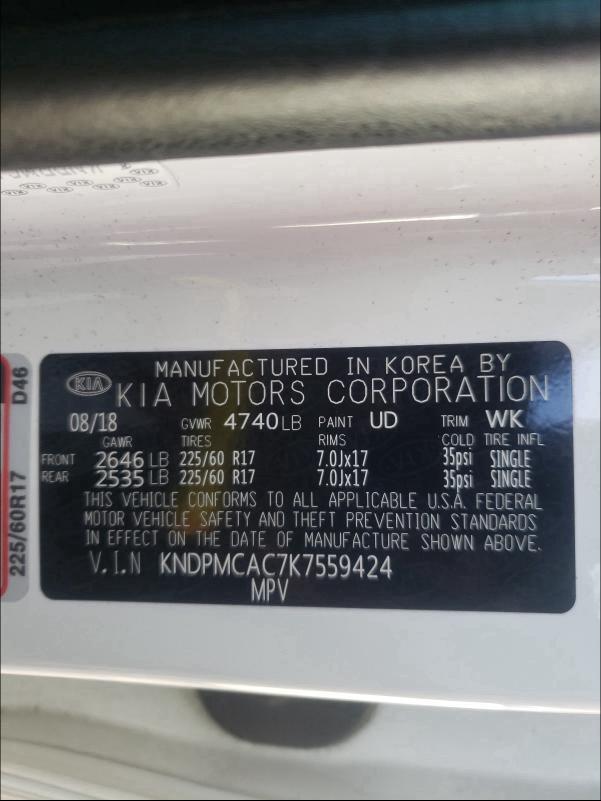 MANUFACTURED IN KOREA BY
KIA KIA MOTORS CORPORATION
08/18 GVWR 4740 LB PAINT UD TRIM WK
GAWR TIRES RIMS COLD TIRE INFL
FRONT 2646 LB 225/60 R17 7.0Jx17 35psi SINGLE
REAR 2535 LB 225/60 R17 7.0Jx17 35psi SINGLE
THIS VEHICLE CONFORMS TO ALL APPLICABLE U.S.A. FEDERAL
MOTOR VEHICLE SAFETY AND THEFT PREVENTION STANDARDS
IN EFFECT ON THE DATE OF MANUFACTURE SHOWN ABOVE.
V.I.N KNDPMCAC7K7559424
MPV
225/60R17 D46